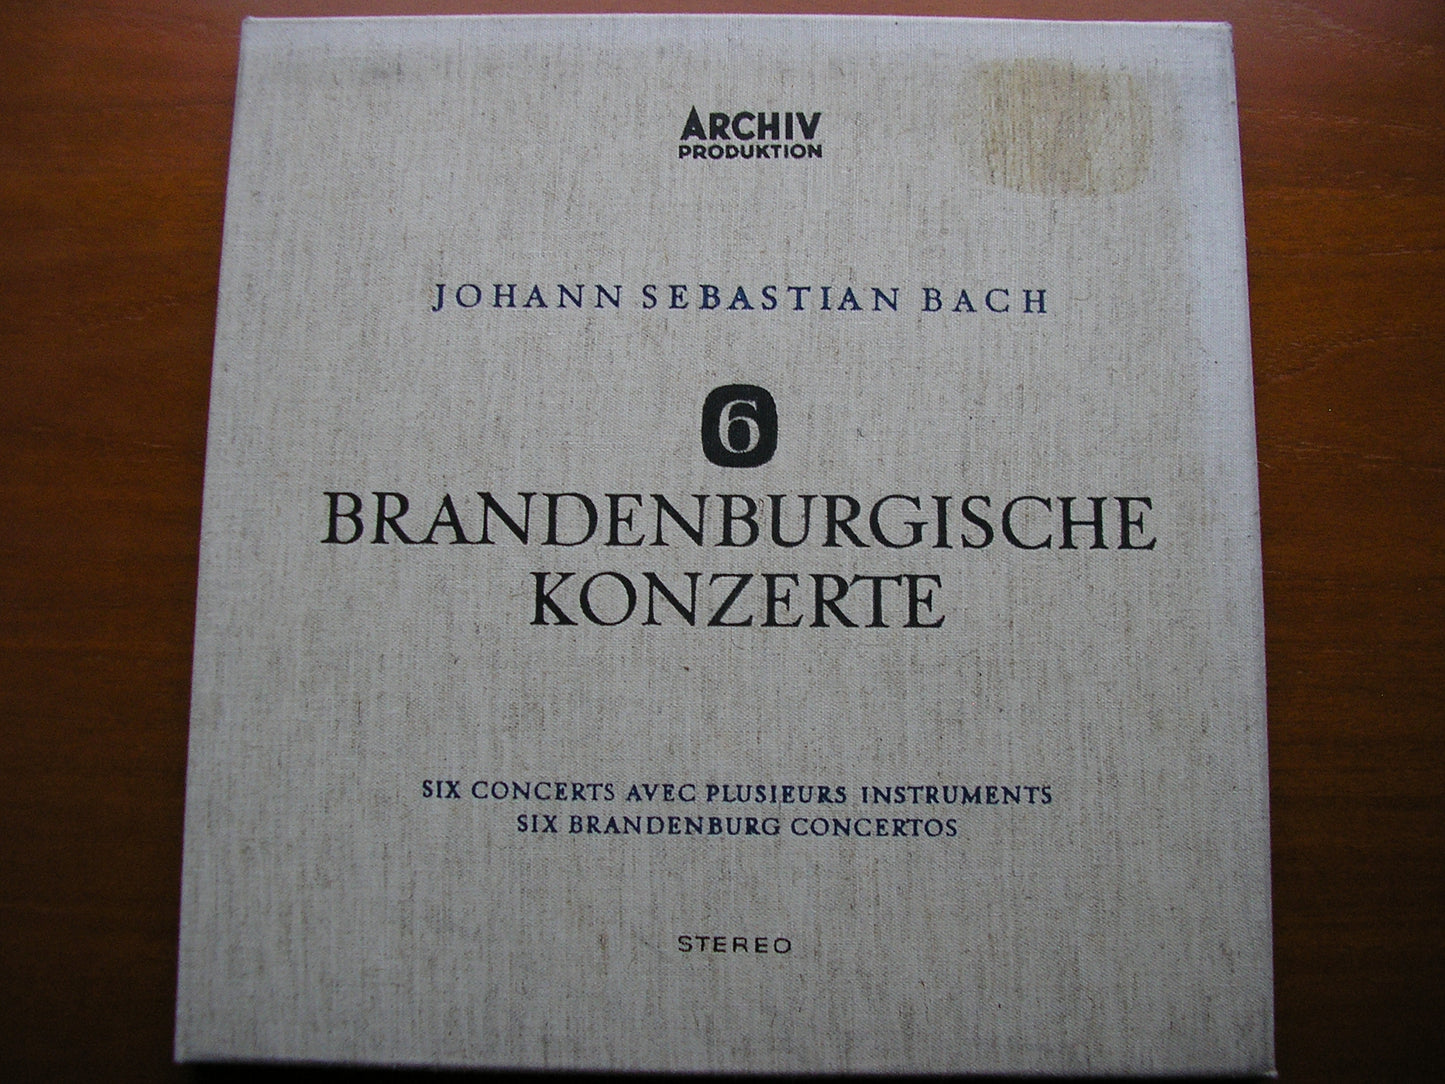 ARCHIV
PRODUKTION
JOHANN SEBASTIAN BACH
6
BRANDENBURGISCHE
KONZERTE
SIX CONCERTS AVEC PLUSIEURS INSTRUMENTS
SIX BRANDENBURG CONCERTOS
STEREO